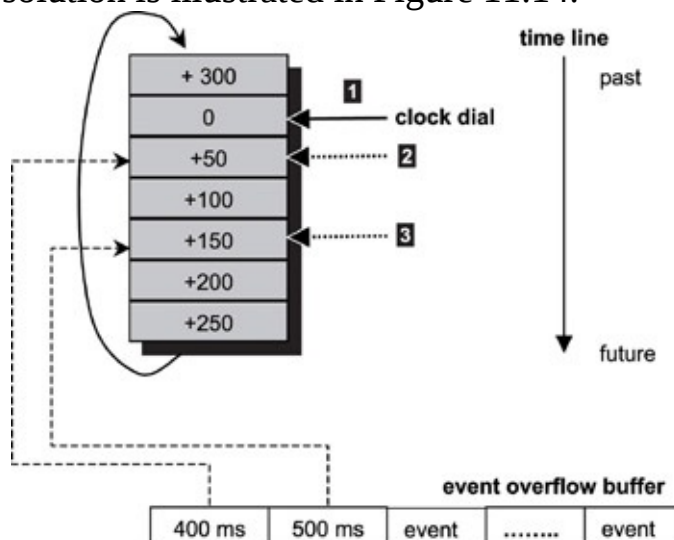 solution is illustrated in Figure 11.14.
time line
past
+ 300
1
0
clock dial
+50
2
+100
+150
3
+200
+250
future
event overflow buffer
400 ms
500 ms
event
........
event